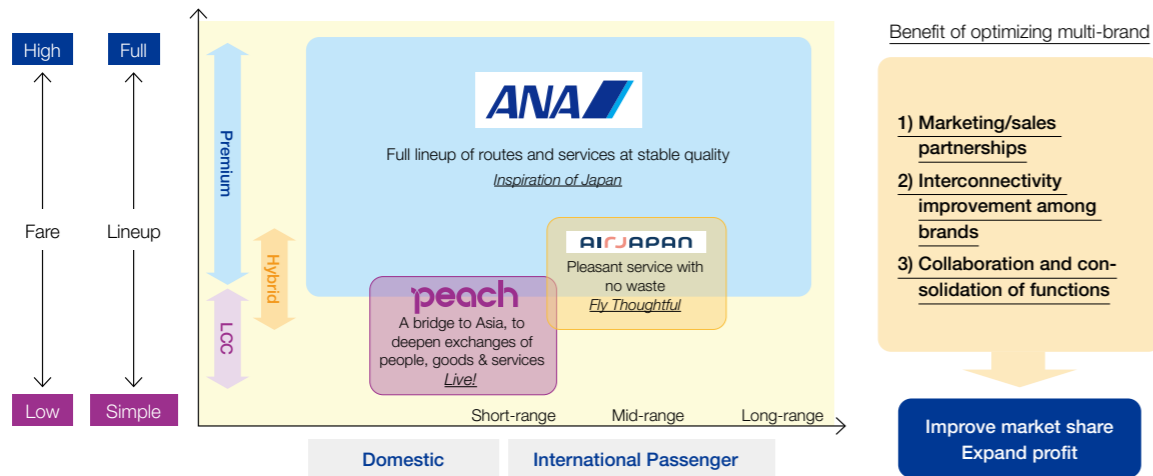 High
Full
Fare
Lineup
Low
Simple
Premium
Hybrid
LCC
ANA
Full lineup of routes and services at stable quality
Inspiration of Japan
AIRJAPAN
Pleasant service with
no waste
Fly Thoughtful
peach
A bridge to Asia, to
deepen exchanges of
people, goods & services
Live!
Short-range
Mid-range
Long-range
Domestic
International Passenger
Benefit of optimizing multi-brand
1) Marketing/sales
partnerships
2) Interconnectivity
improvement among
brands
3) Collaboration and con-
solidation of functions
Improve market share
Expand profit